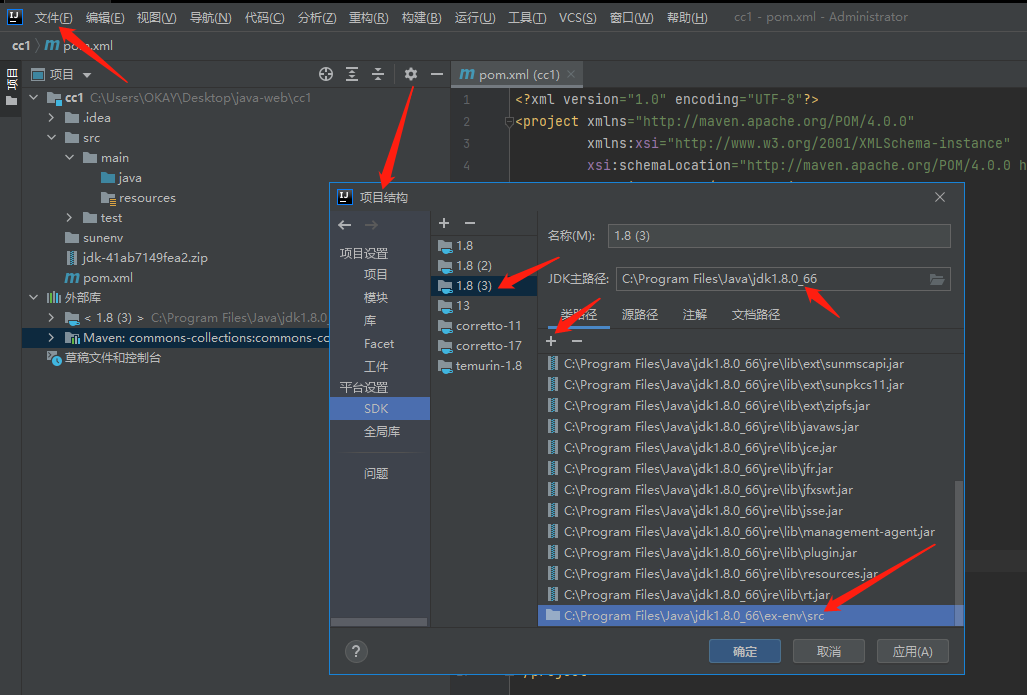 文件(F) 编辑(E) 视图(V) 导航(N) 代码(C) 分析(Z) 重构(R) 构建(B) 运行(U) 工具(T) VCS(S) 窗口(W) 帮助(H) cc1 - pom.xml - Administrator
cc1 pom.xml
项目
项目
pom.xml (cc1)
cc1 C:\Users\OKAY\Desktop\java-web\cc1
.idea
src
main
java
resources
test
sunenv
jdk-41ab7149fea2.zip
pom.xml
外部库
< 1.8 (3) > C:\Program Files\Java\jdk1.8.0_
Maven: commons-collections:commons-cc
草稿文件和控制台
1 <?xml version="1.0" encoding="UTF-8"?>
2 <project xmlns="http://maven.apache.org/POM/4.0.0"
3 xmlns:xsi="http://www.w3.org/2001/XMLSchema-instance"
4 xsi:schemaLocation="http://maven.apache.org/POM/4.0.0 h
项目结构
项目设置
项目
模块
库
Facet
工件
平台设置
SDK
全局库
问题
1.8
1.8 (2)
1.8 (3)
13
corretto-11
corretto-17
temurin-1.8
名称(M): 1.8 (3)
JDK主路径: C:\Program Files\Java\jdk1.8.0_66
类路径 源路径 注解 文档路径
C:\Program Files\Java\jdk1.8.0_66\jre\lib\ext\sunmscapi.jar
C:\Program Files\Java\jdk1.8.0_66\jre\lib\ext\sunpkcs11.jar
C:\Program Files\Java\jdk1.8.0_66\jre\lib\ext\zipfs.jar
C:\Program Files\Java\jdk1.8.0_66\jre\lib\javaws.jar
C:\Program Files\Java\jdk1.8.0_66\jre\lib\jce.jar
C:\Program Files\Java\jdk1.8.0_66\jre\lib\jfr.jar
C:\Program Files\Java\jdk1.8.0_66\jre\lib\jfxswt.jar
C:\Program Files\Java\jdk1.8.0_66\jre\lib\jsse.jar
C:\Program Files\Java\jdk1.8.0_66\jre\lib\management-agent.jar
C:\Program Files\Java\jdk1.8.0_66\jre\lib\plugin.jar
C:\Program Files\Java\jdk1.8.0_66\jre\lib\resources.jar
C:\Program Files\Java\jdk1.8.0_66\jre\lib\rt.jar
C:\Program Files\Java\jdk1.8.0_66\ex-env\src
? 确定 取消 应用(A)